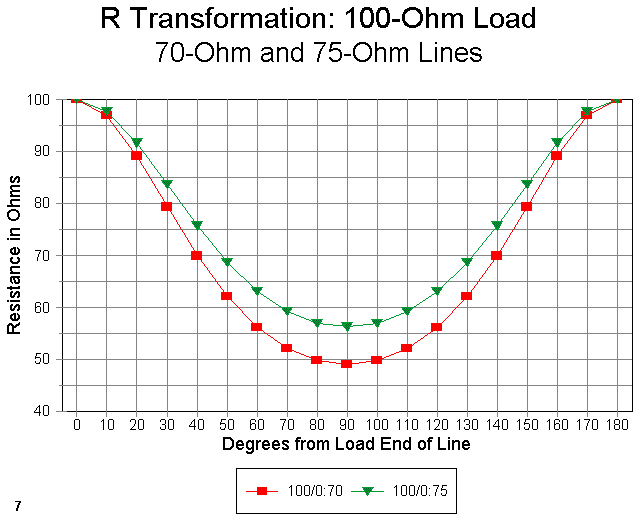 R Transformation: 100-Ohm Load
70-Ohm and 75-Ohm Lines
100
90
80
70
60
50
40
Resistance in Ohms
0 10 20 30 40 50 60 70 80 90 100 110 120 130 140 150 160 170 180
Degrees from Load End of Line
100/0:70 100/0:75
7